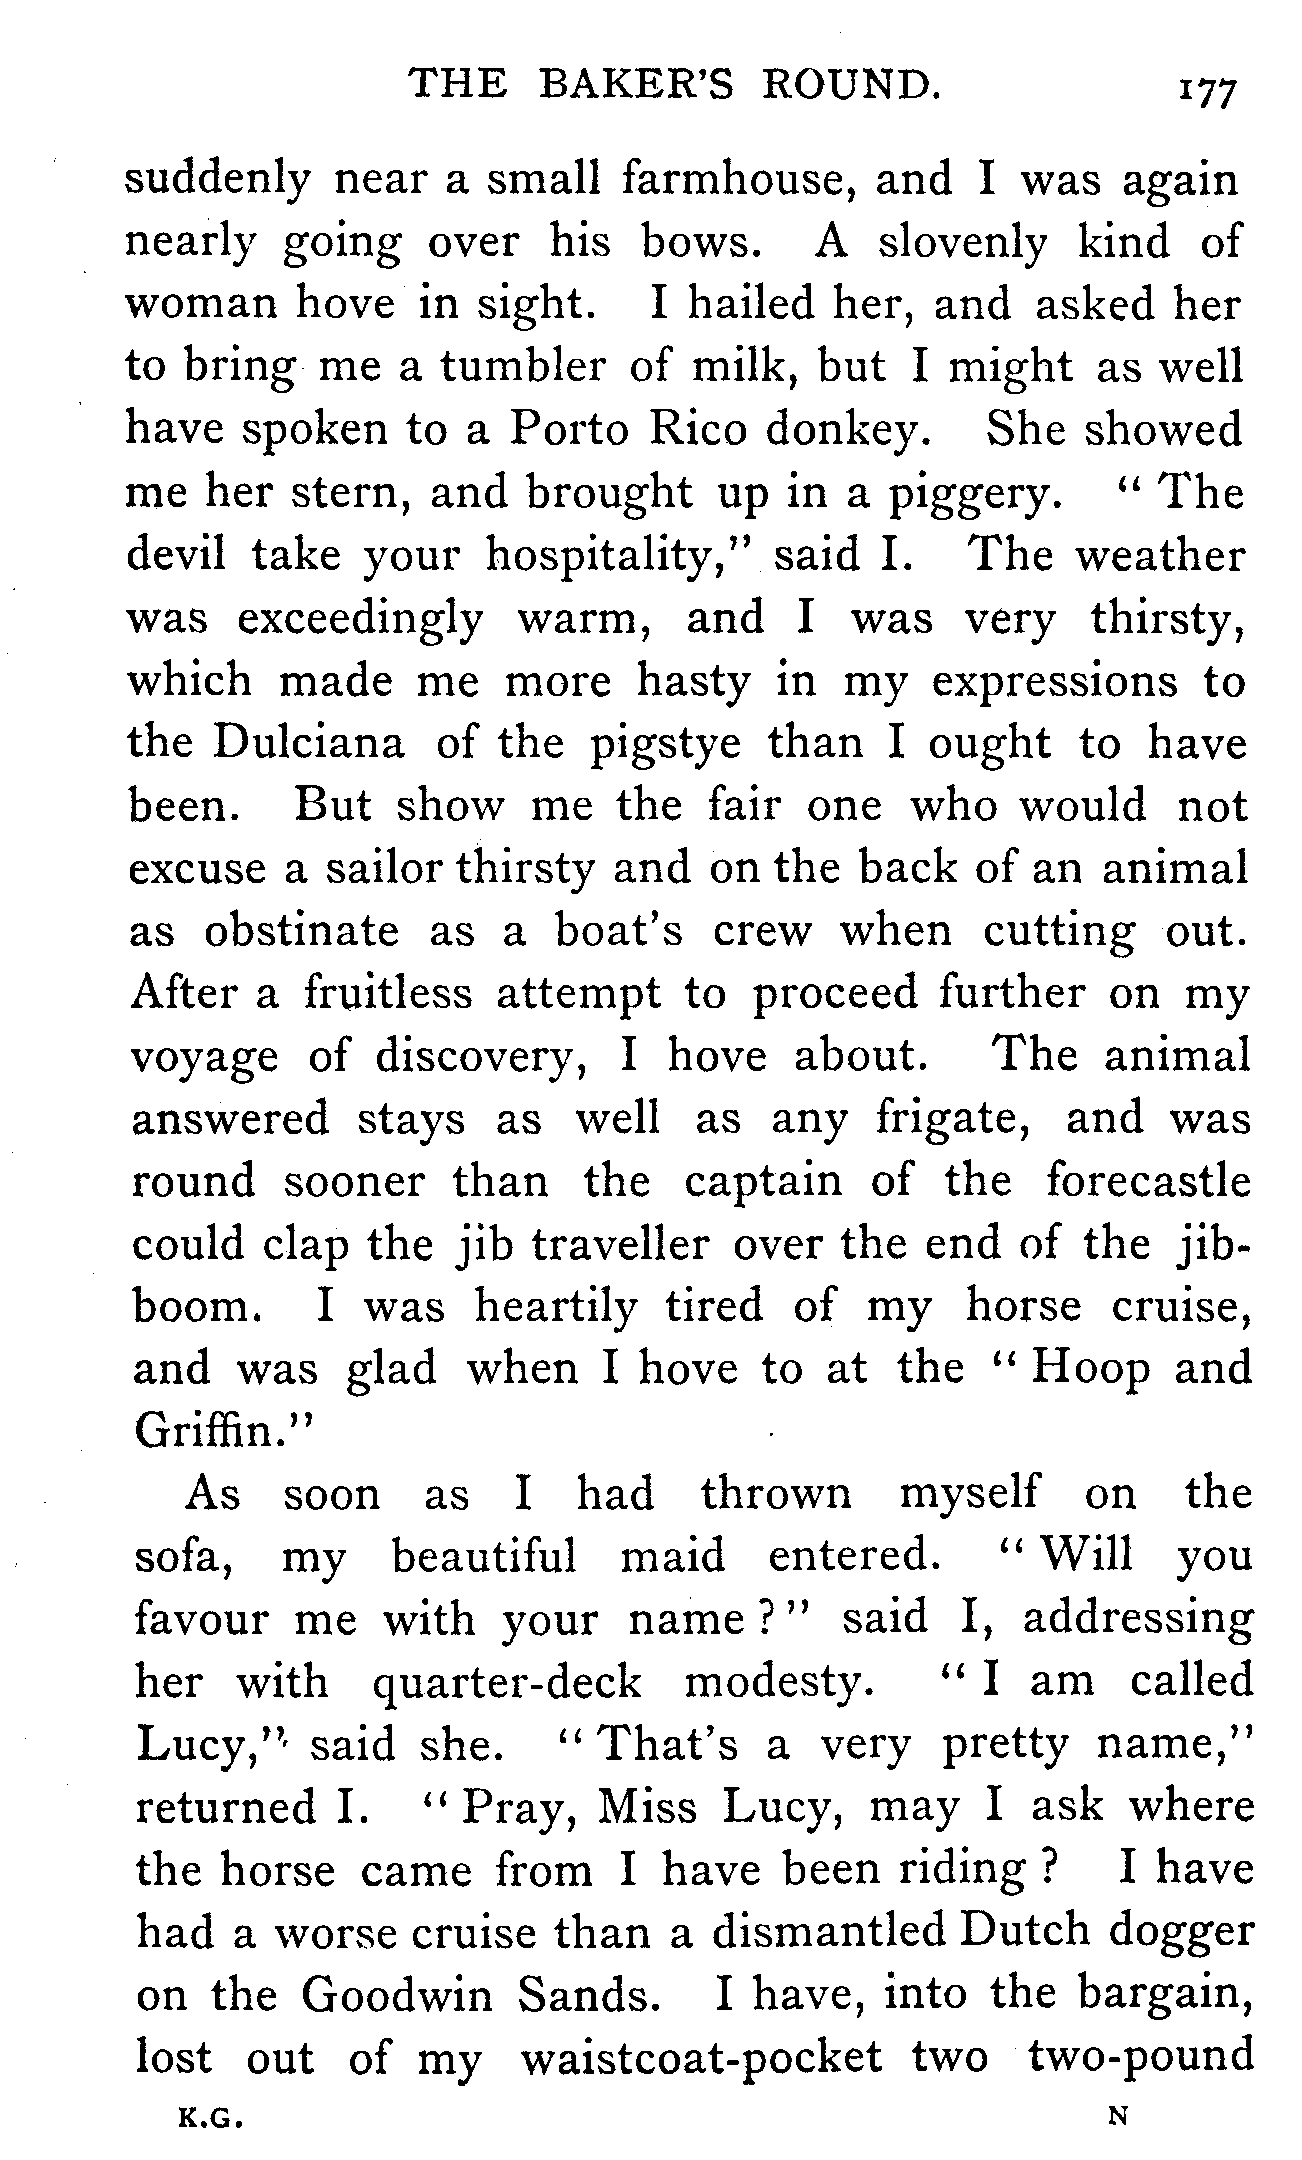 THE BAKER'S ROUND. 177
suddenly near a small farmhouse, and I was again
nearly going over his bows. A slovenly kind of
woman hove in sight. I hailed her, and asked her
to bring me a tumbler of milk, but I might as well
have spoken to a Porto Rico donkey. She showed
me her stern, and brought up in a piggery. " The
devil take your hospitality," said I. The weather
was exceedingly warm, and I was very thirsty,
which made me more hasty in my expressions to
the Dulciana of the pigstye than I ought to have
been. But show me the fair one who would not
excuse a sailor thirsty and on the back of an animal
as obstinate as a boat's crew when cutting out.
After a fruitless attempt to proceed further on my
voyage of discovery, I hove about. The animal
answered stays as well as any frigate, and was
round sooner than the captain of the forecastle
could clap the jib traveller over the end of the jib-
boom. I was heartily tired of my horse cruise,
and was glad when I hove to at the " Hoop and
Griffin."
As soon as I had thrown myself on the
sofa, my beautiful maid entered. " Will you
favour me with your name ? " said I, addressing
her with quarter-deck modesty. " I am called
Lucy," said she. " That's a very pretty name,"
returned I. " Pray, Miss Lucy, may I ask where
the horse came from I have been riding ? I have
had a worse cruise than a dismantled Dutch dogger
on the Goodwin Sands. I have, into the bargain,
lost out of my waistcoat-pocket two two-pound
K.G. N